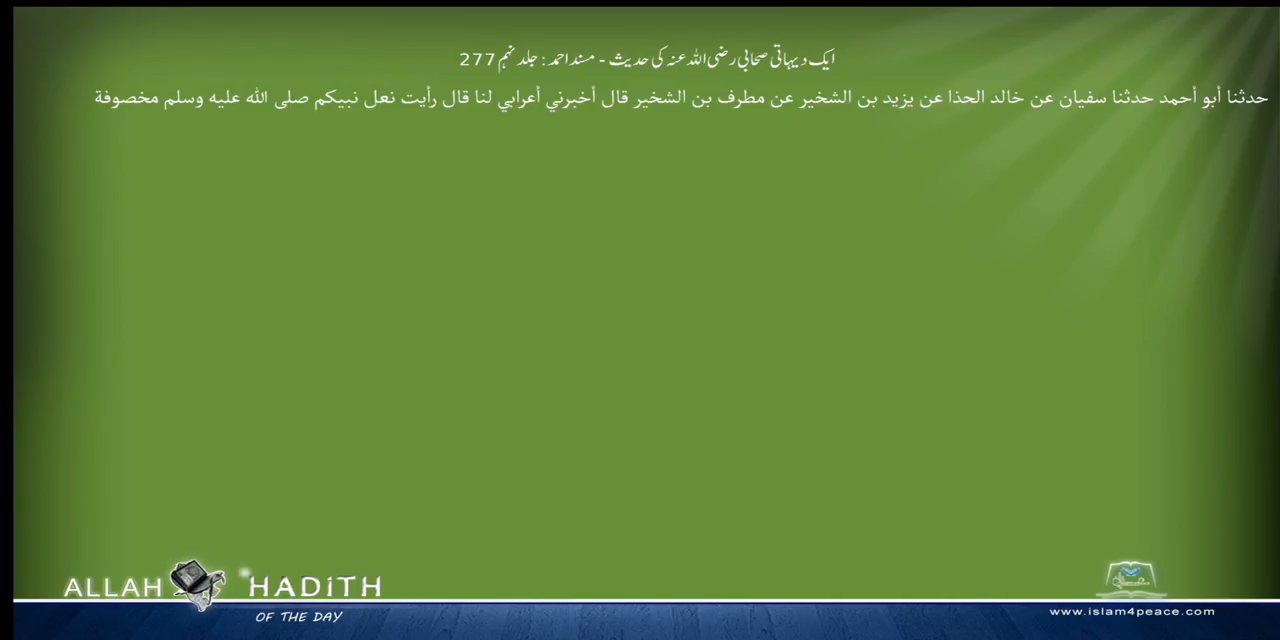 ایک دیہاتی صحابی رضی اللہ عنہ کی حدیث - مسند احمد: جلد نہم 277
حدثنا أبو أحمد حدثنا سفيان عن خالد الحذا عن يزيد بن الشخير عن مطرف بن الشخير قال أخبرني أعرابي لنا قال رأيت نعل نبيكم صلى الله عليه وسلم مخصوفة
ALLAH HADITH
OF THE DAY
www.islam4peace.com